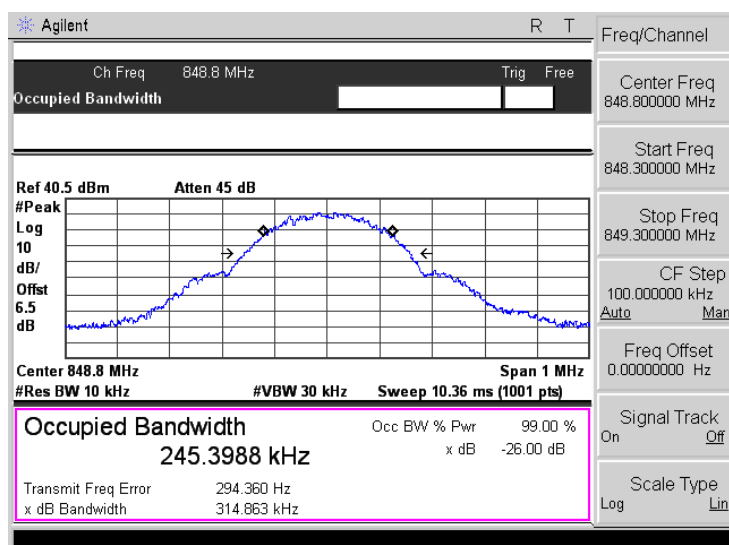 Agilent R T
Ch Freq 848.8 MHz Trig Free
Occupied Bandwidth
Ref 40.5 dBm Atten 45 dB
#Peak
Log
10
dB/
Offst
6.5
dB
Center 848.8 MHz Span 1 MHz
#Res BW 10 kHz #VBW 30 kHz Sweep 10.36 ms (1001 pts)
Occupied Bandwidth Occ BW % Pwr 99.00 %
245.3988 kHz x dB -26.00 dB
Transmit Freq Error 294.360 Hz
x dB Bandwidth 314.863 kHz
Freq/Channel
Center Freq
848.800000 MHz
Start Freq
848.300000 MHz
Stop Freq
849.300000 MHz
CF Step
100.000000 kHz
Auto Man
Freq Offset
0.00000000 Hz
Signal Track
On Off
Scale Type
Log Lin